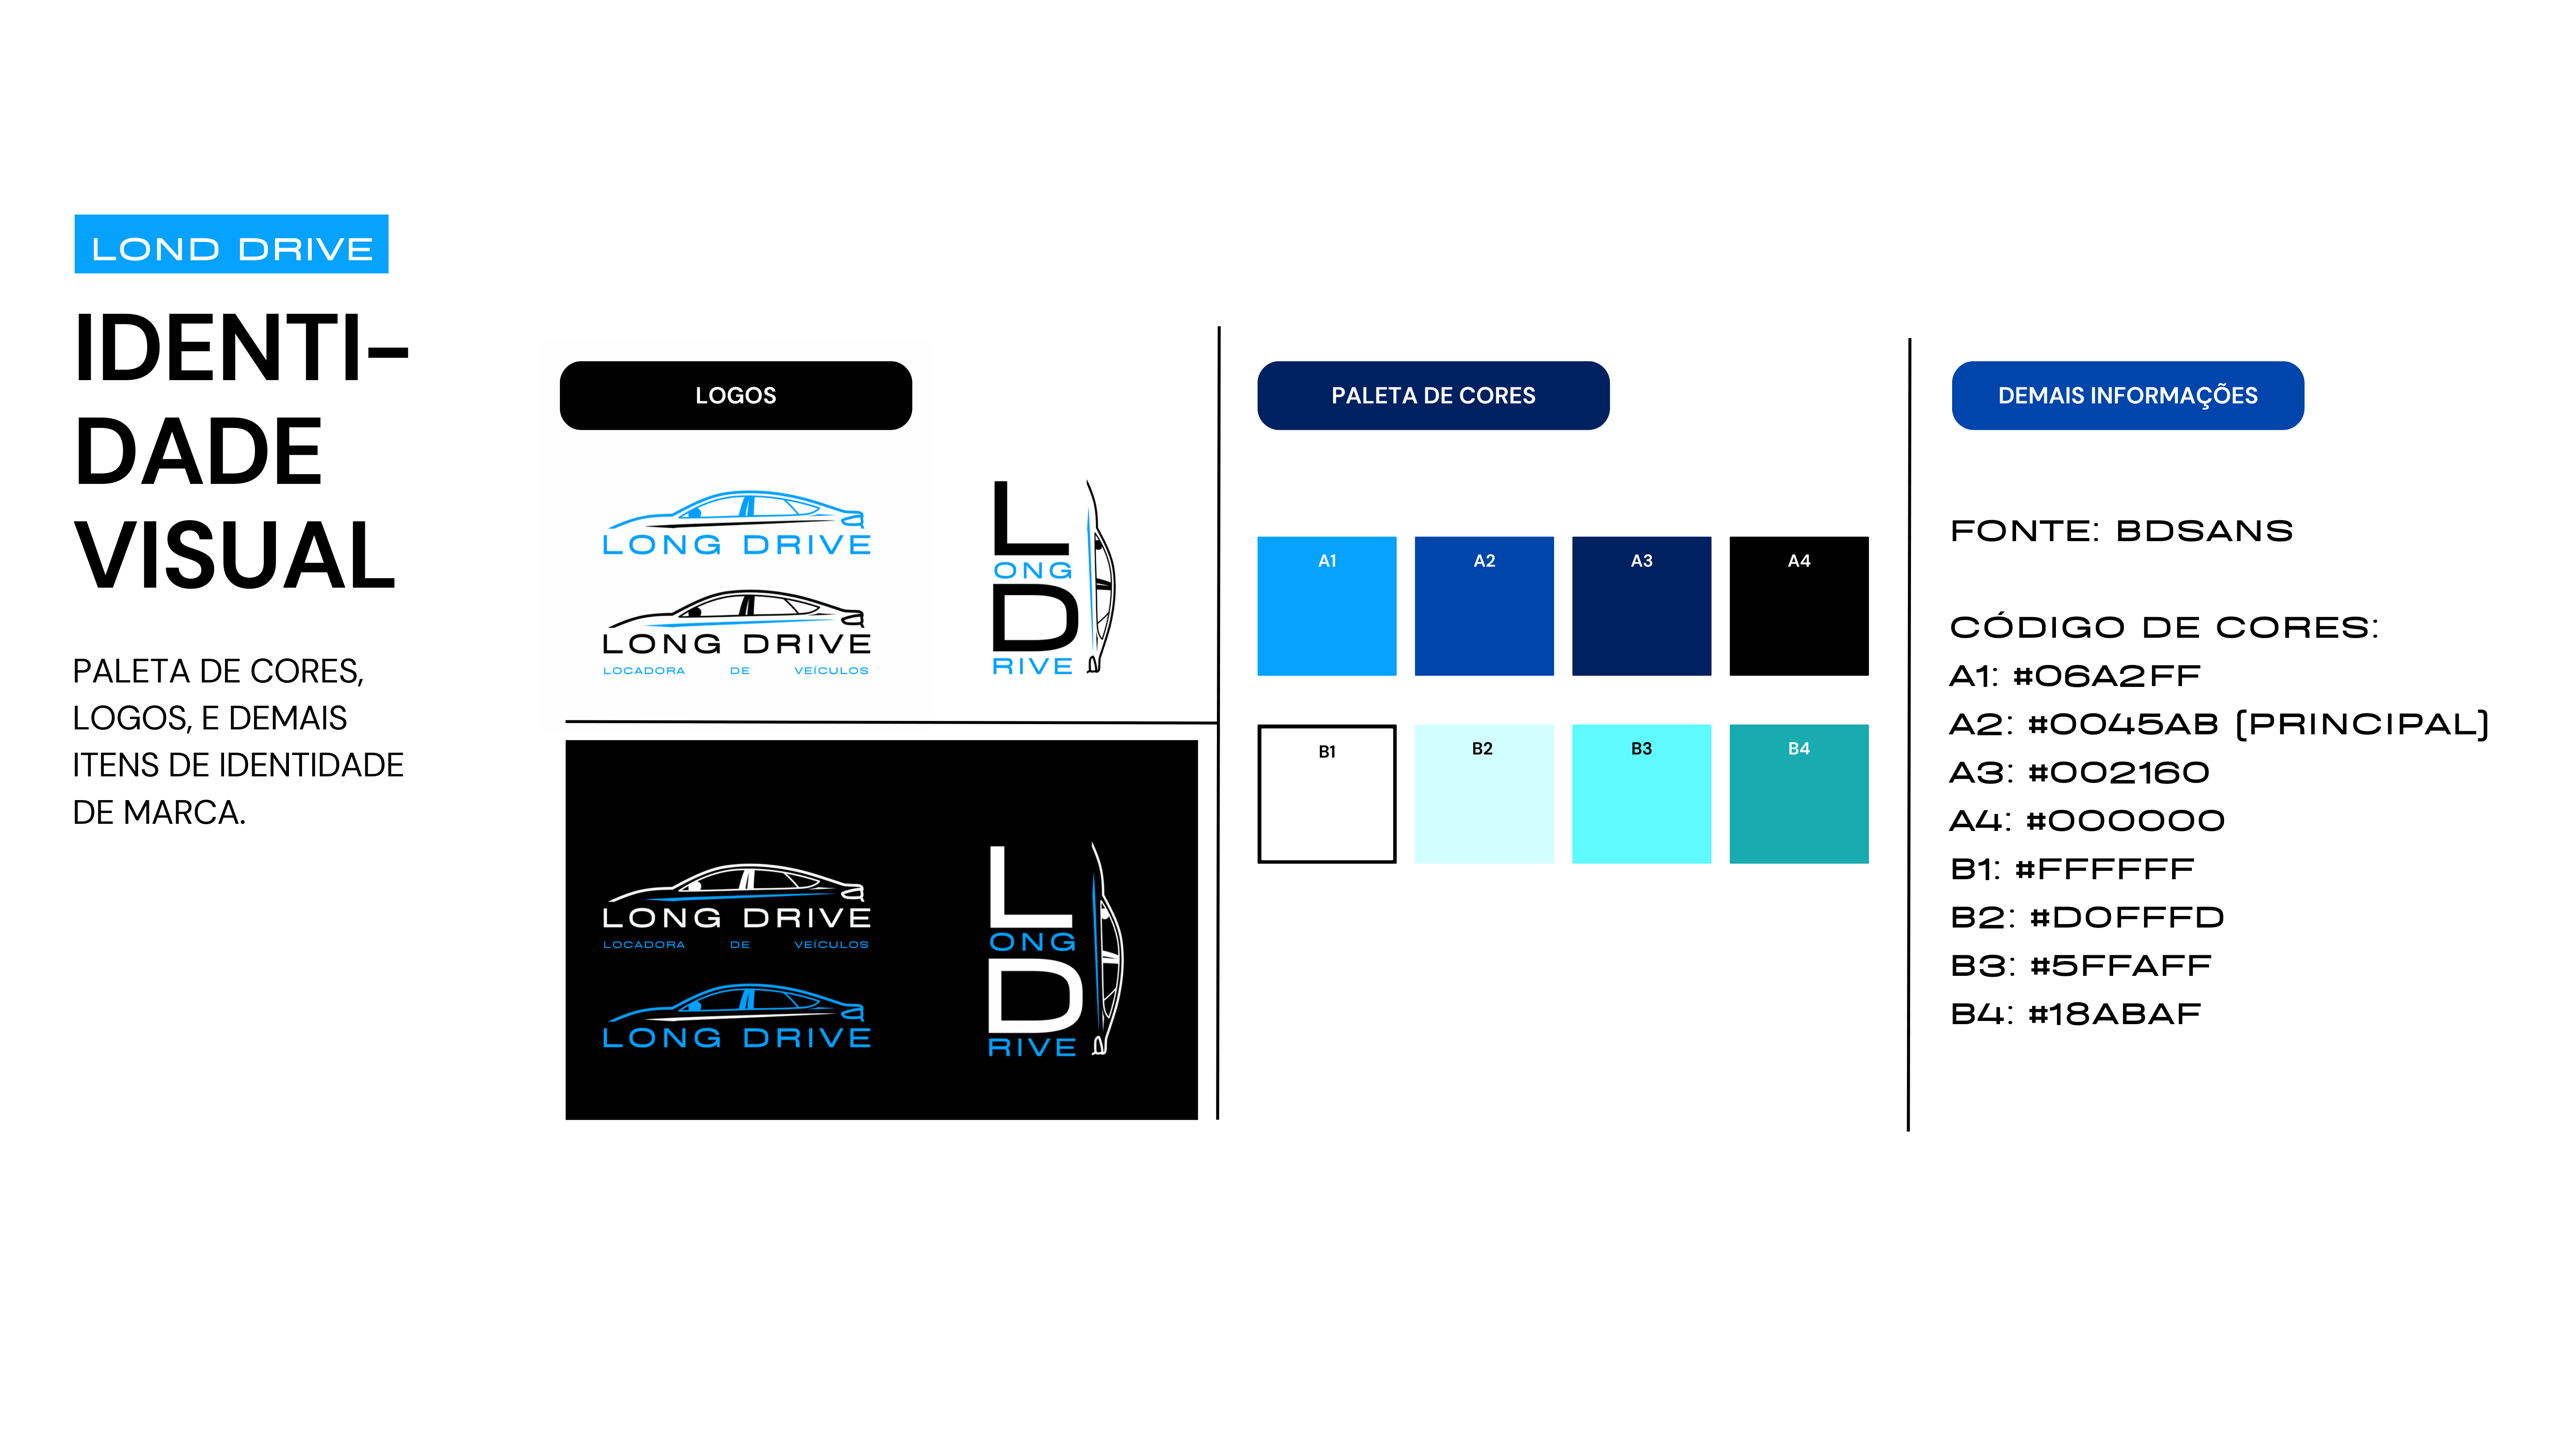 LOND DRIVE
IDENTI-
DADE
VISUAL
PALETA DE CORES,
LOGOS, E DEMAIS
ITENS DE IDENTIDADE
DE MARCA.
LOGOS
LONG DRIVE
LONG DRIVE
LOCADORA DE VEÍCULOS
L
ONG
D
RIVE
LONG DRIVE
LOCADORA DE VEÍCULOS
LONG DRIVE
L
ONG
D
RIVE
PALETA DE CORES
A1 A2 A3 A4
B1 B2 B3 B4
DEMAIS INFORMAÇÕES
FONTE: BDSANS
CÓDIGO DE CORES:
A1: #06A2FF
A2: #0045AB (PRINCIPAL)
A3: #002160
A4: #000000
B1: #FFFFFF
B2: #D0FFFD
B3: #5FFAFF
B4: #18ABAF